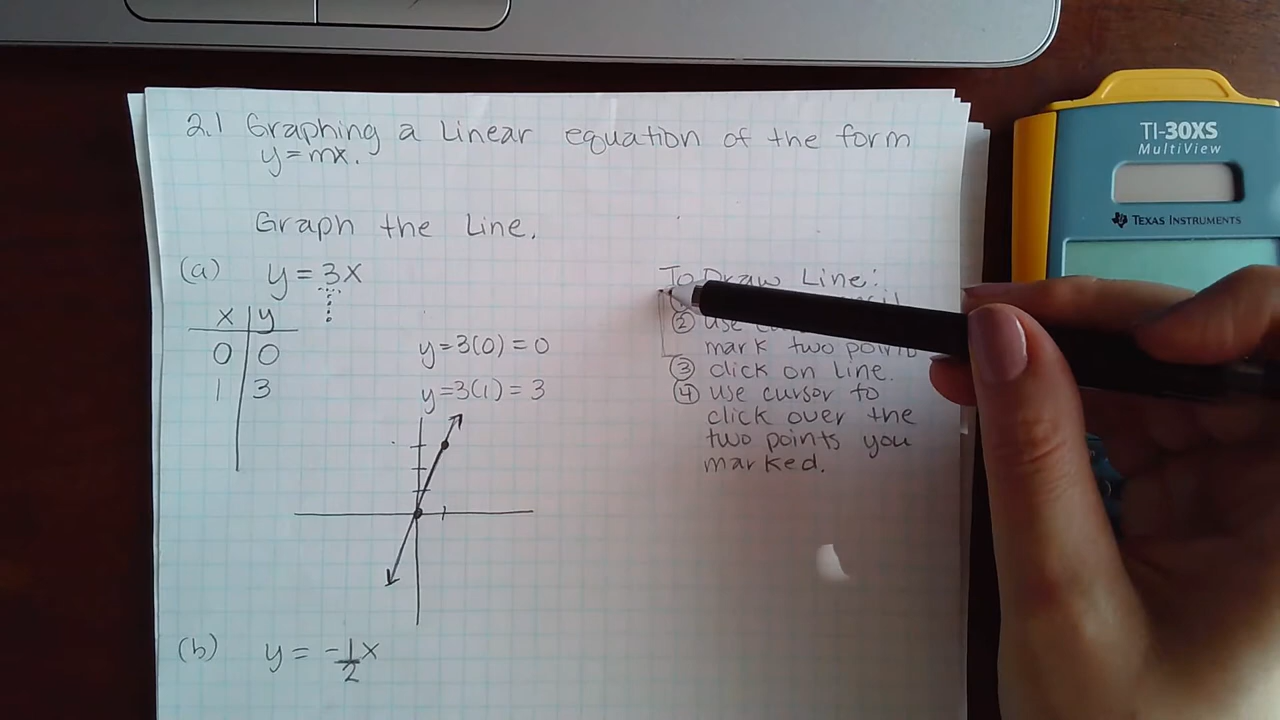 2.1 Graphing a Linear equation of the form
y=mx.
Graph the Line.
(a) y = 3x
x y
0 0
1 3
y=3(0) = 0
y=3(1) = 3
To Draw Line:
② use
mark two points
③ click on line.
④ use cursor to
click over the
two points you
marked.
(b) y = -1/2 x
TI-30XS
MultiView
TEXAS INSTRUMENTS